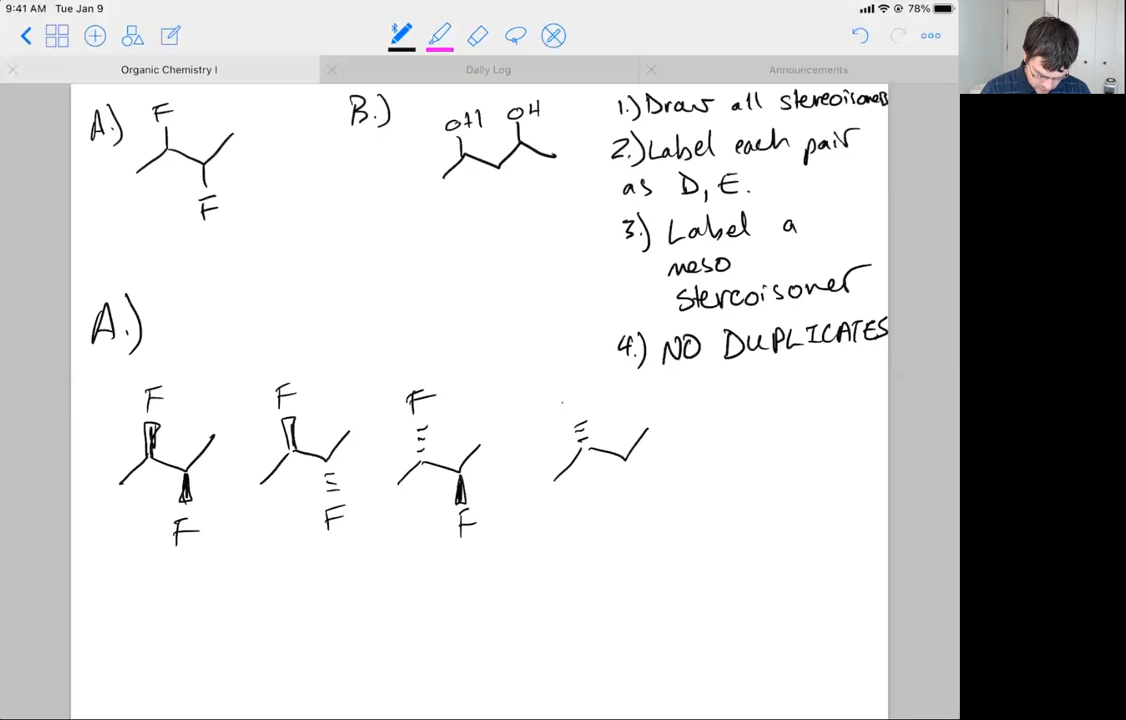 9:41 AM Tue Jan 9
78%
Organic Chemistry I
Daily Log
Announcements
A.)
F
F
B.)
OH
OH
1.) Draw all stereoisomers
2.) Label each pair
as D, E.
3.) Label a
meso
stereoisomer
4.) NO DUPLICATES
A.)
F
F
F
F
F
F